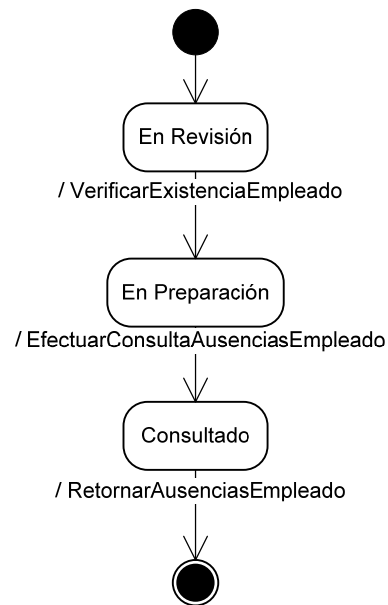 En Revisión
/ VerificarExistenciaEmpleado
En Preparación
/ EfectuarConsultaAusenciasEmpleado
Consultado
/ RetornarAusenciasEmpleado